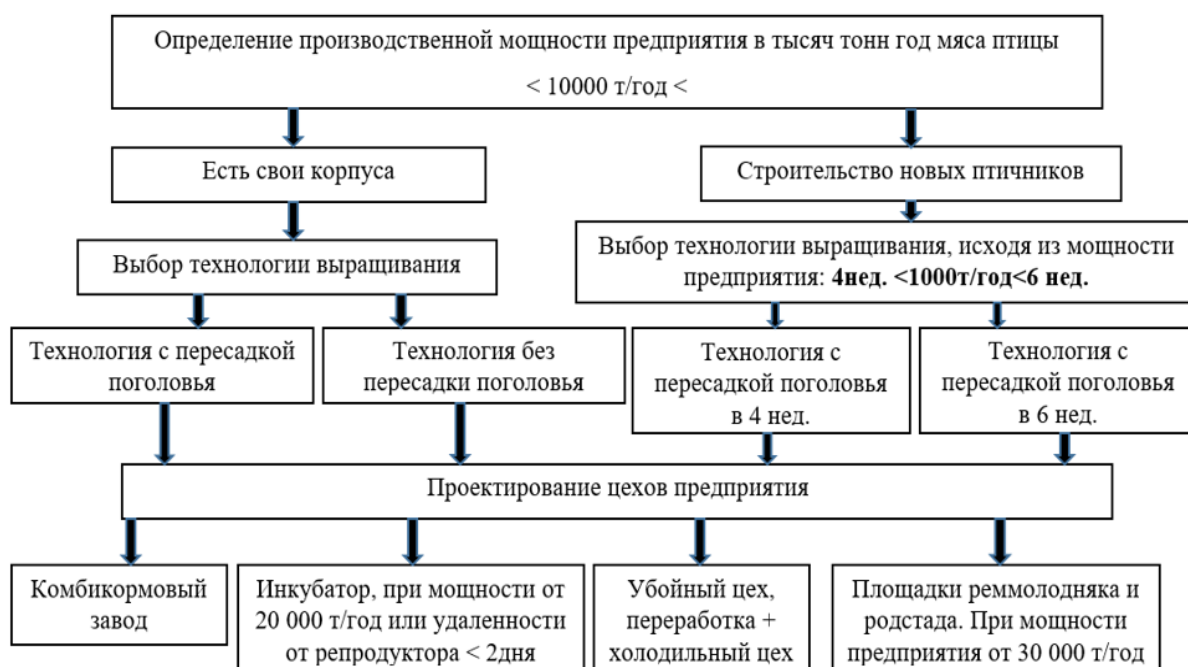 Определение производственной мощности предприятия в тысяч тонн год мяса птицы
< 10000 т/год <
Есть свои корпуса
Строительство новых птичников
Выбор технологии выращивания
Выбор технологии выращивания, исходя из мощности
предприятия: 4нед. <1000т/год<6 нед.
Технология с пересадкой
поголовья
Технология без
пересадки поголовья
Технология с
пересадкой поголовья
в 4 нед.
Технология с
пересадкой поголовья
в 6 нед.
Проектирование цехов предприятия
Комбикормовый
завод
Инкубатор, при мощности от
20 000 т/год или удаленности
от репродуктора < 2дня
Убойный цех,
переработка +
холодильный цех
Площадки реммолодняка и
родстада. При мощности
предприятия от 30 000 т/год